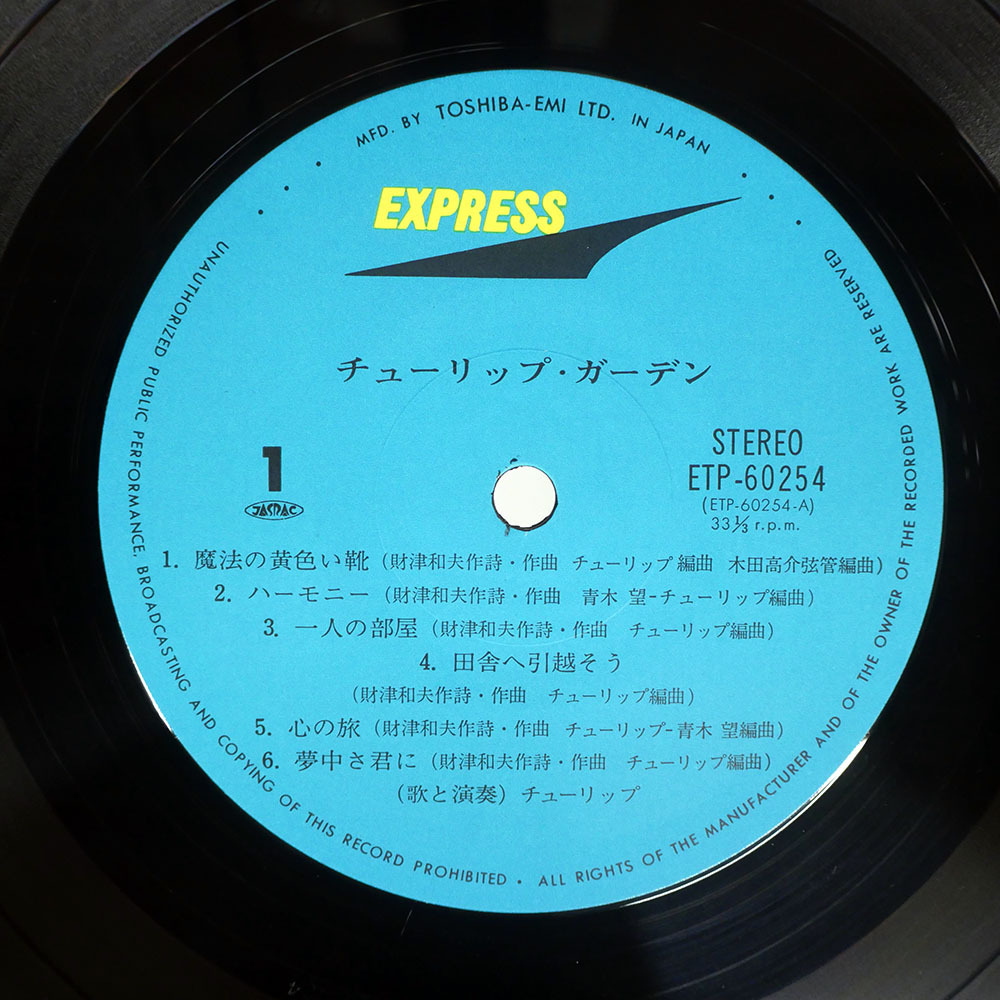 MFD. BY TOSHIBA-EMI LTD. IN JAPAN
EXPRESS
チューリップ・ガーデン
1
JASRAC
STEREO
ETP-60254
(ETP-60254-A)
33⅓ r.p.m.
1. 魔法の黄色い靴（財津和夫作詩・作曲 チューリップ編曲 木田高介弦管編曲）
2. ハーモニー（財津和夫作詩・作曲 青木 望-チューリップ編曲）
3. 一人の部屋（財津和夫作詩・作曲 チューリップ編曲）
4. 田舎へ引越そう
（財津和夫作詩・作曲 チューリップ編曲）
5. 心の旅（財津和夫作詩・作曲 チューリップ-青木 望編曲）
6. 夢中さ君に（財津和夫作詩・作曲 チューリップ編曲）
（歌と演奏）チューリップ
UNAUTHORIZED PUBLIC PERFORMANCE, BROADCASTING AND COPYING OF THIS RECORD PROHIBITED • ALL RIGHTS OF THE MANUFACTURER AND OF THE OWNER OF THE RECORDED WORK ARE RESERVED